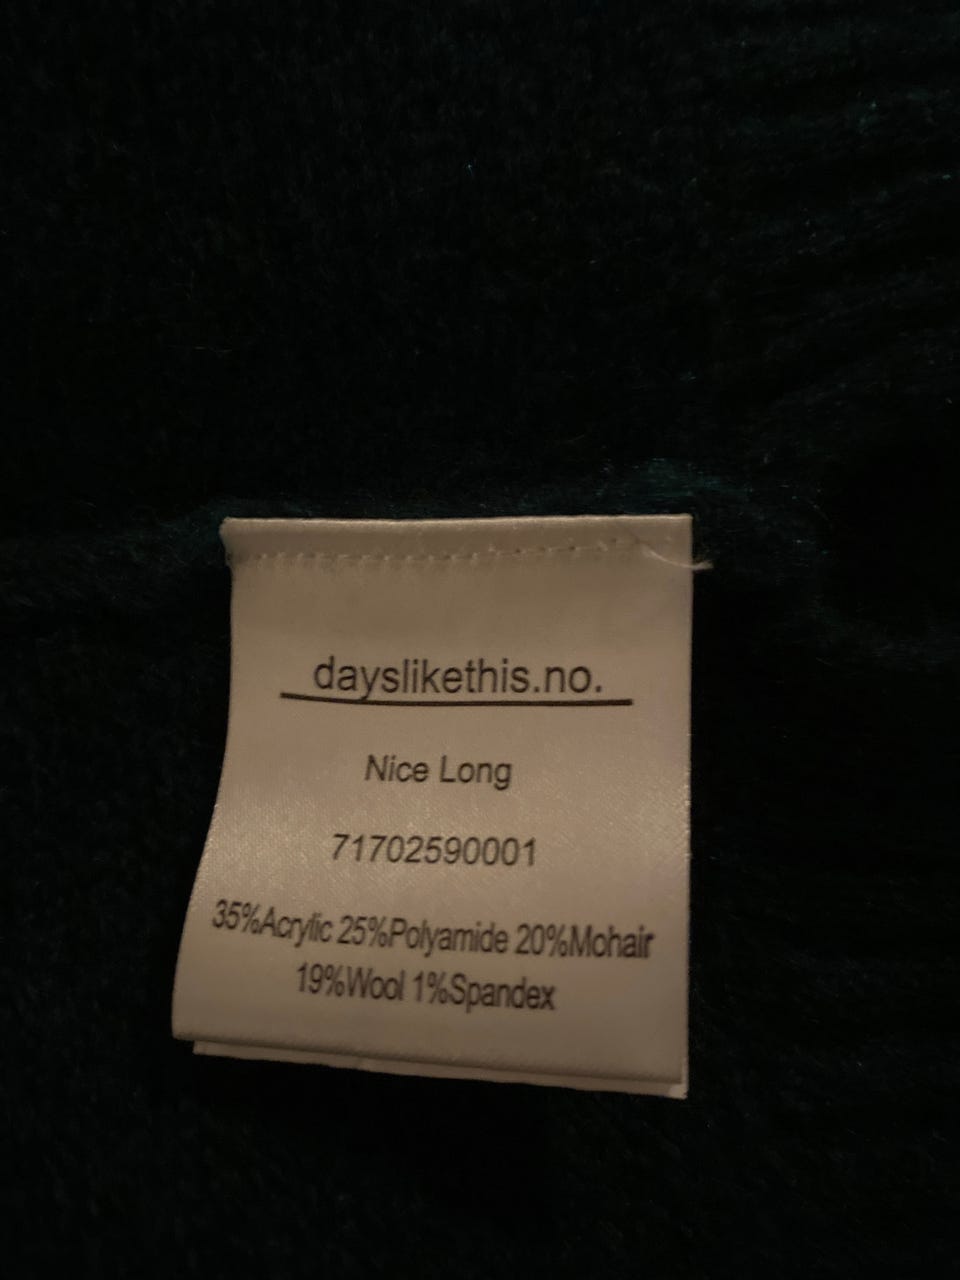 dayslikethis.no.
Nice Long
71702590001
35%Acrylic 25%Polyamide 20%Mohair
19%Wool 1%Spandex